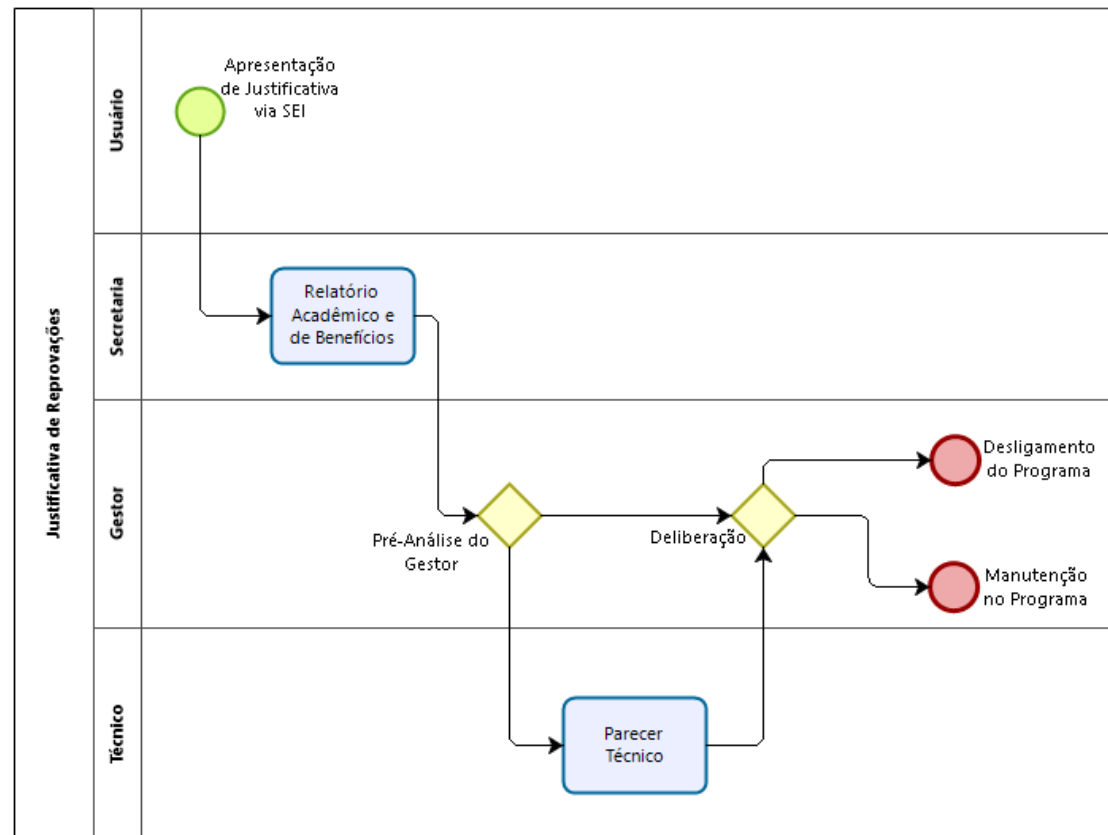 Justificativa de Reprovações
Usuário
Apresentação
de Justificativa
via SEI
Secretaria
Relatório
Acadêmico e
de Benefícios
Gestor
Pré-Análise do
Gestor
Deliberação
Desligamento
do Programa
Manutenção
no Programa
Técnico
Parecer
Técnico